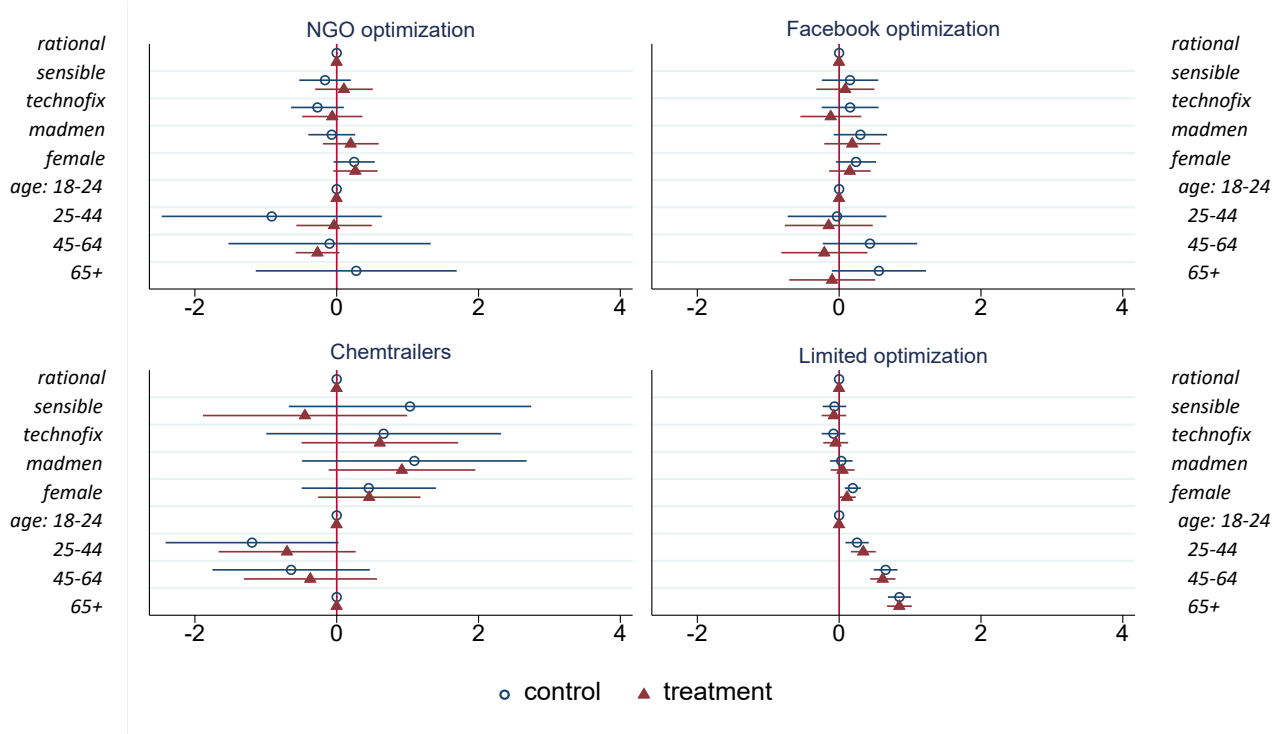 NGO optimization
Facebook optimization
rational
sensible
technofix
madmen
female
age: 18-24
25-44
45-64
65+
-2 0 2 4
-2 0 2 4
rational
sensible
technofix
madmen
female
age: 18-24
25-44
45-64
65+
Chemtrailers
Limited optimization
rational
sensible
technofix
madmen
female
age: 18-24
25-44
45-64
65+
-2 0 2 4
-2 0 2 4
rational
sensible
technofix
madmen
female
age: 18-24
25-44
45-64
65+
control treatment